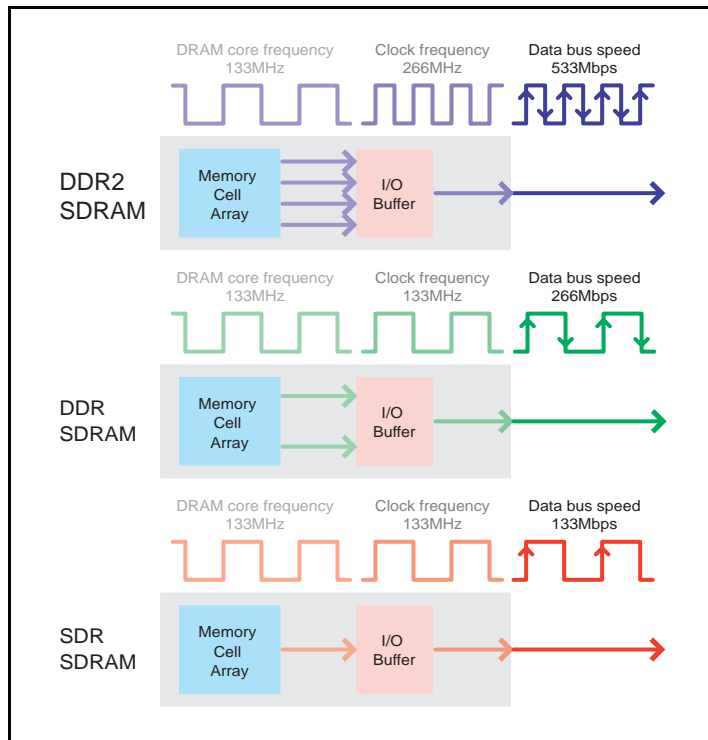 DRAM core frequency
133MHz
Clock frequency
266MHz
Data bus speed
533Mbps
DDR2
SDRAM
Memory
Cell
Array
I/O
Buffer
DRAM core frequency
133MHz
Clock frequency
133MHz
Data bus speed
266Mbps
DDR
SDRAM
Memory
Cell
Array
I/O
Buffer
DRAM core frequency
133MHz
Clock frequency
133MHz
Data bus speed
133Mbps
SDR
SDRAM
Memory
Cell
Array
I/O
Buffer